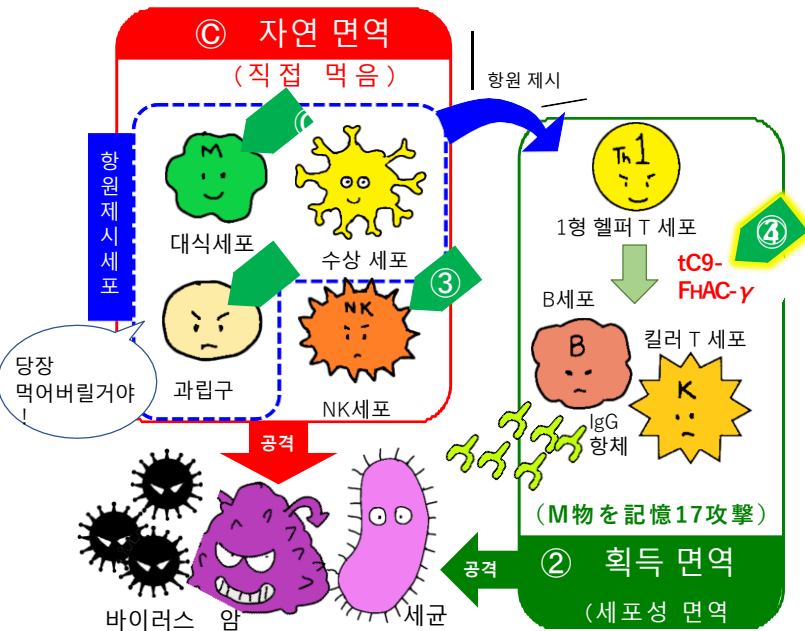 Ⓒ 자연 면역
(직접 먹음)
항원 제시
항원제시세포
M
대식세포
수상 세포
Th1
1형 헬퍼 T 세포
tC9-
FHAC-γ
③
NK
B세포
킬러 T 세포
B
K
과립구
NK세포
IgG
항체
당장
먹어버릴거야
!
공격
(M物を記憶17攻撃)
② 획득 면역
(세포성 면역
공격
바이러스
암
세균